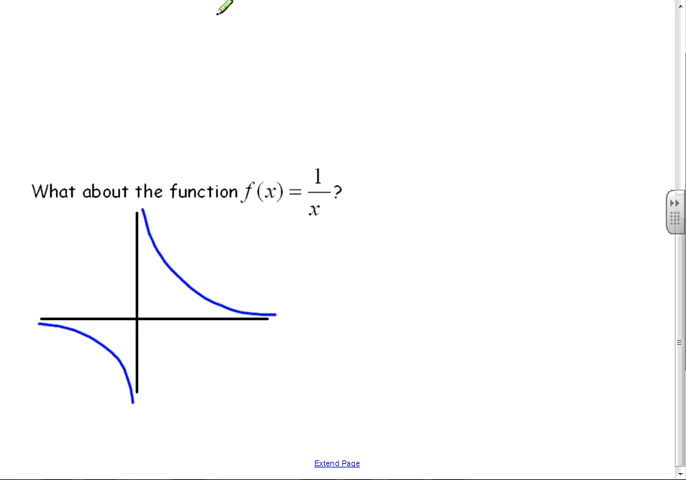 What about the function f(x) = 1/x ?
Extend Page